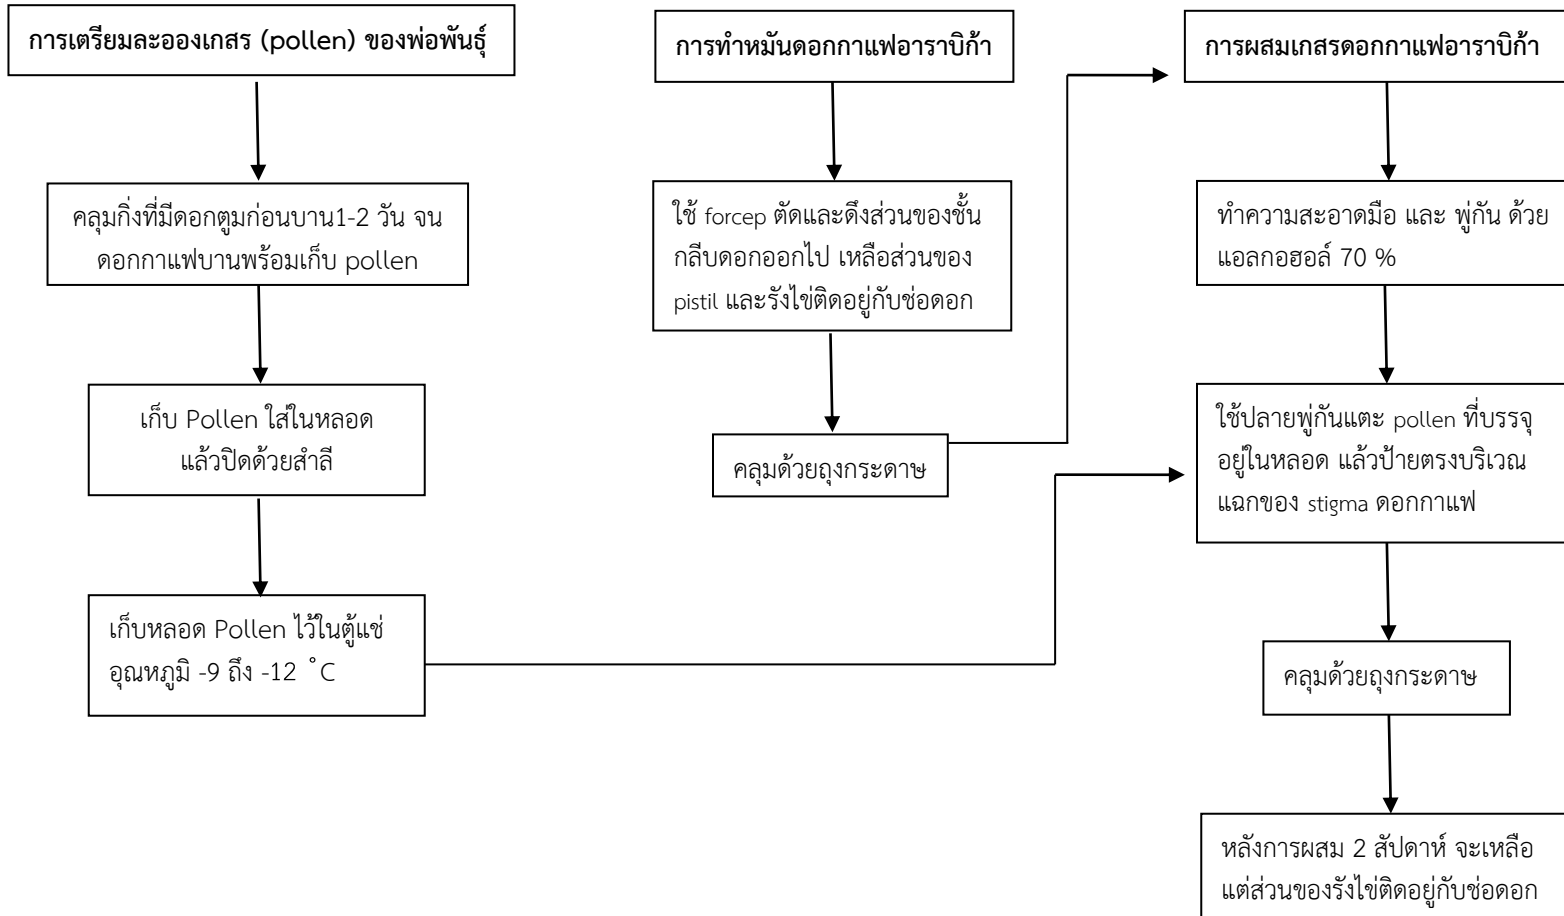 การเตรียมละอองเกสร (pollen) ของพ่อพันธุ์
คลุมกิ่งที่มีดอกตูมก่อนบาน1-2 วัน จน
ดอกกาแฟบานพร้อมเก็บ pollen
เก็บ Pollen ใส่ในหลอด
แล้วปิดด้วยสำลี
เก็บหลอด Pollen ไว้ในตู้แช่
อุณหภูมิ -9 ถึง -12 ˚C
การทำหมันดอกกาแฟอาราบิก้า
ใช้ forcep ตัดและดึงส่วนของชั้น
กลีบดอกออกไป เหลือส่วนของ
pistil และรังไข่ติดอยู่กับช่อดอก
คลุมด้วยถุงกระดาษ
การผสมเกสรดอกกาแฟอาราบิก้า
ทำความสะอาดมือ และ พู่กัน ด้วย
แอลกอฮอล์ 70 %
ใช้ปลายพู่กันแตะ pollen ที่บรรจุ
อยู่ในหลอด แล้วป้ายตรงบริเวณ
แฉกของ stigma ดอกกาแฟ
คลุมด้วยถุงกระดาษ
หลังการผสม 2 สัปดาห์ จะเหลือ
แต่ส่วนของรังไข่ติดอยู่กับช่อดอก